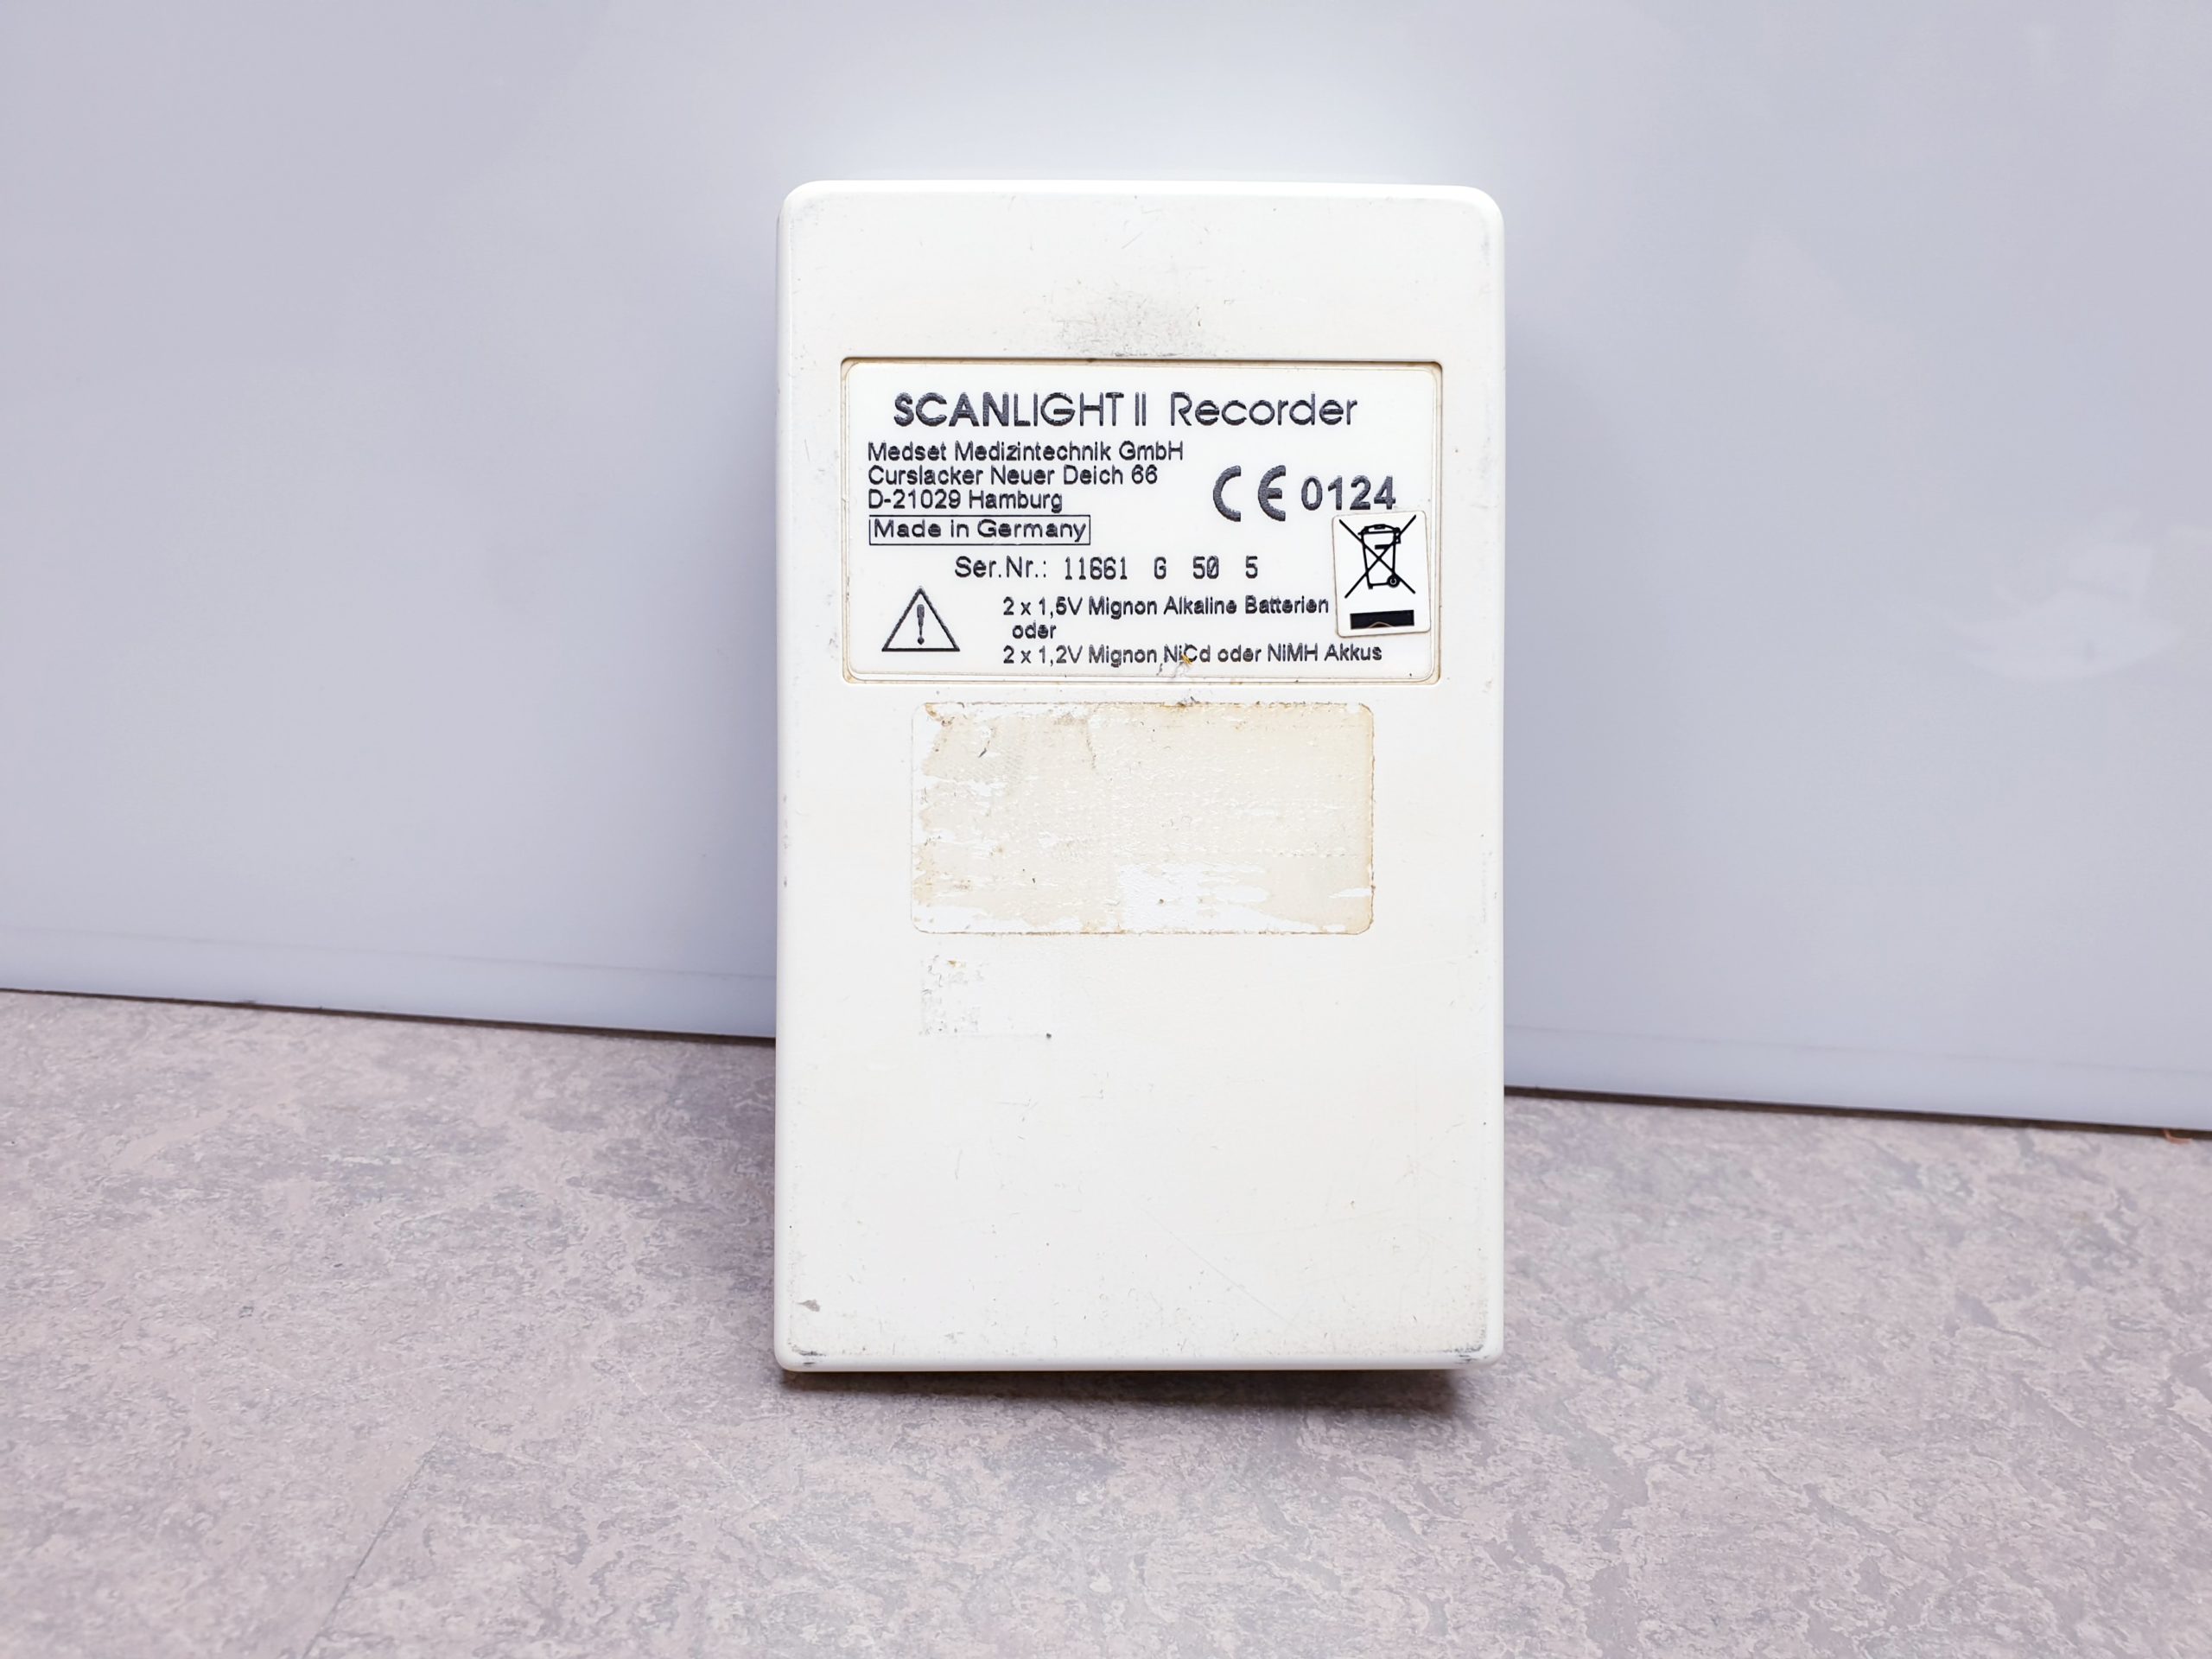 SCANLIGHT II Recorder
Medset Medizintechnik GmbH
Curslacker Neuer Deich 66
D-21029 Hamburg
CE 0124
Made in Germany
Ser.Nr.: 11661 G 50 5
2 x 1,5V Mignon Alkaline Batterien
oder
2 x 1,2V Mignon NiCd oder NiMH Akkus